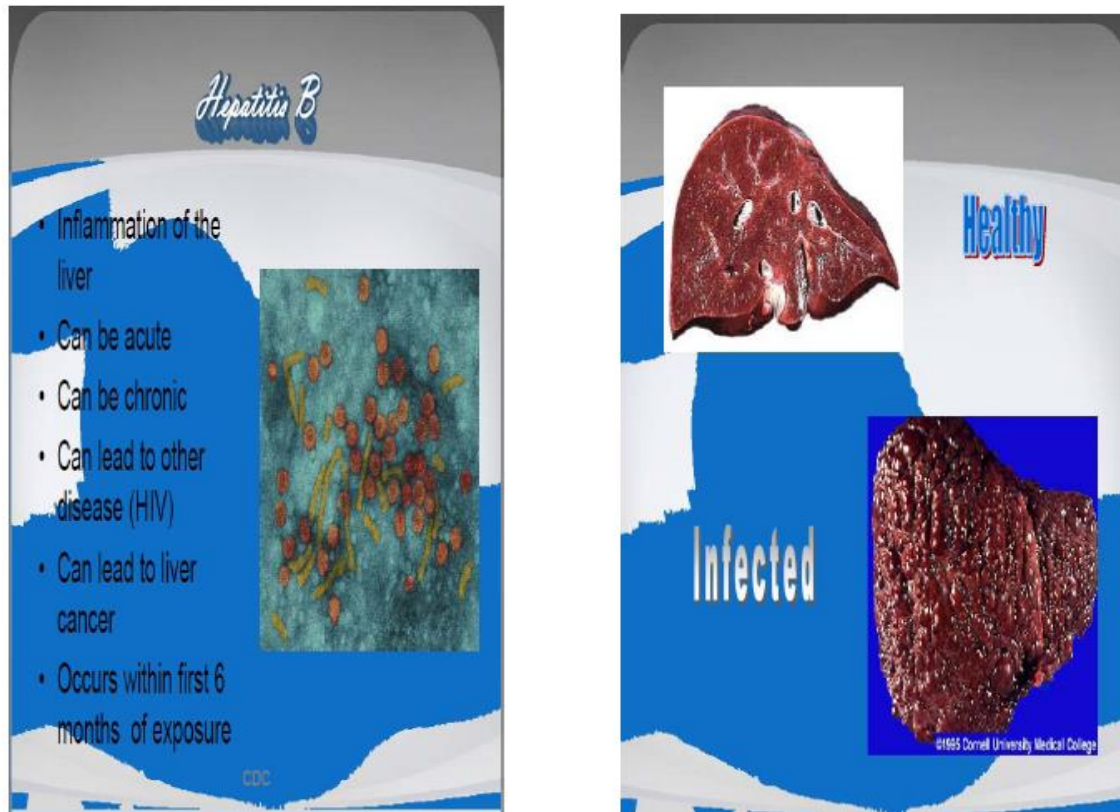 Hepatitis B
• Inflammation of the
liver
• Can be acute
• Can be chronic
• Can lead to other
disease (HIV)
• Can lead to liver
cancer
• Occurs within first 6
months of exposure
CDC
Healthy
Infected
©1995 Cornell University Medical College